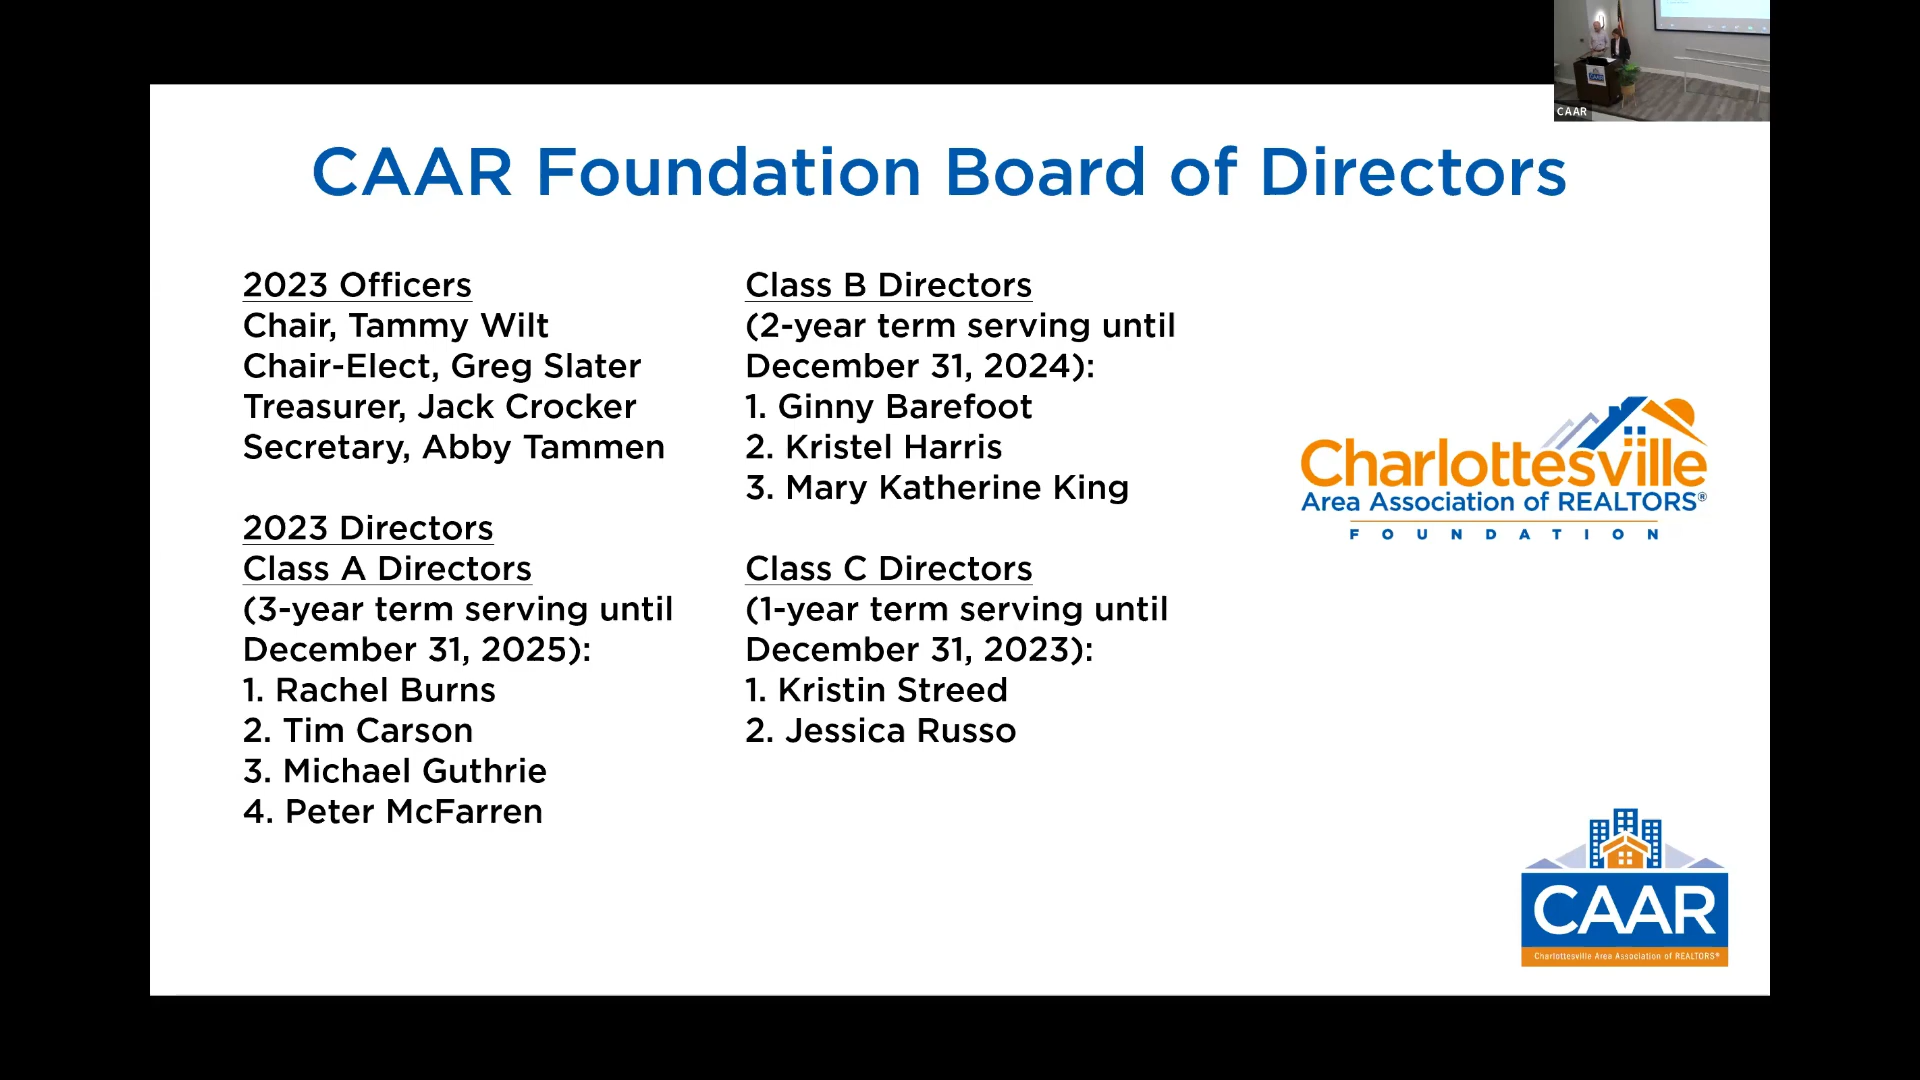 CAAR
CAAR
CAAR Foundation Board of Directors
2023 Officers
Chair, Tammy Wilt
Chair-Elect, Greg Slater
Treasurer, Jack Crocker
Secretary, Abby Tammen
2023 Directors
Class A Directors
(3-year term serving until
December 31, 2025):
1. Rachel Burns
2. Tim Carson
3. Michael Guthrie
4. Peter McFarren
Class B Directors
(2-year term serving until
December 31, 2024):
1. Ginny Barefoot
2. Kristel Harris
3. Mary Katherine King
Class C Directors
(1-year term serving until
December 31, 2023):
1. Kristin Streed
2. Jessica Russo
Charlottesville
Area Association of REALTORS®
FOUNDATION
CAAR
Charlottesville Area Association of REALTORS®